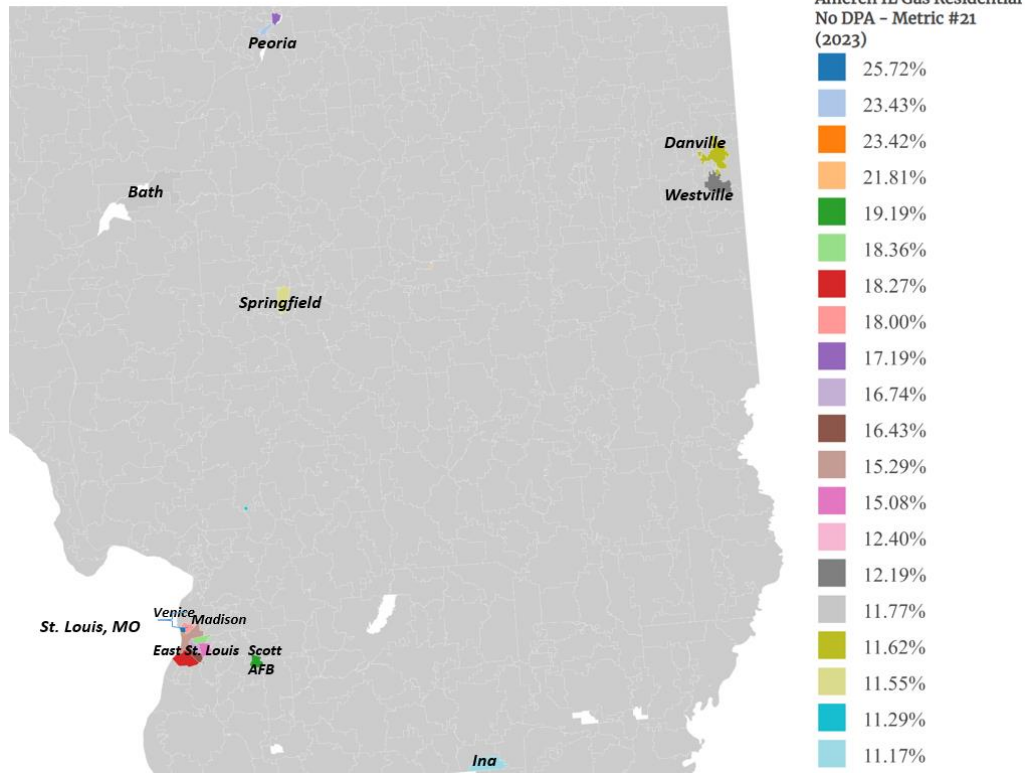 Ameren IL Gas Residential
No DPA – Metric #21
(2023)
25.72%
23.43%
23.42%
21.81%
19.19%
18.36%
18.27%
18.00%
17.19%
16.74%
16.43%
15.29%
15.08%
12.40%
12.19%
11.77%
11.62%
11.55%
11.29%
11.17%
Peoria
Danville
Westville
Bath
Springfield
Venice
Madison
St. Louis, MO
East St. Louis
Scott
AFB
Ina